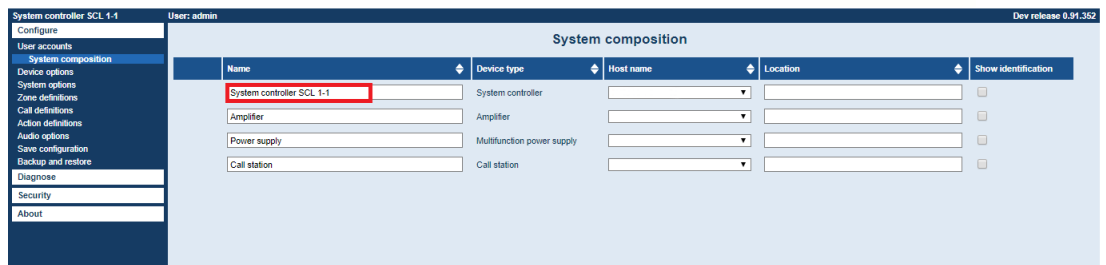 System controller SCL 1-1 User: admin Dev release 0.91.352
Configure
User accounts
System composition
Device options
System options
Zone definitions
Call definitions
Action definitions
Audio options
Save configuration
Backup and restore
Diagnose
Security
About
System composition
Name Device type Host name Location Show identification
System controller SCL 1-1 System controller
Amplifier Amplifier
Power supply Multifunction power supply
Call station Call station